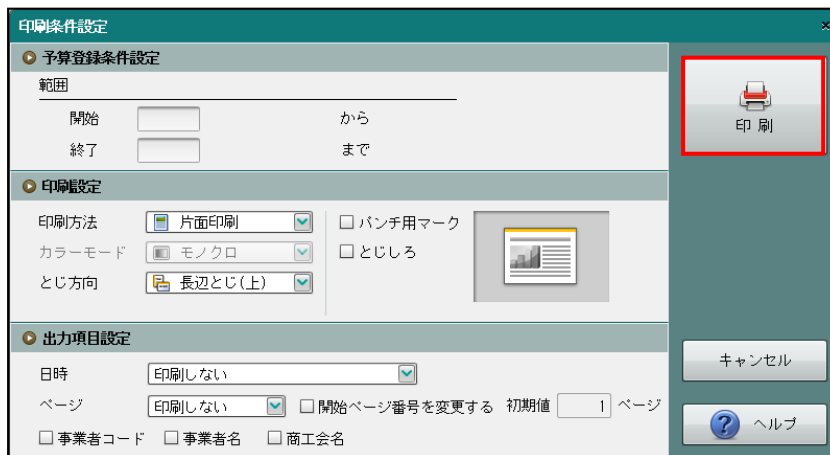 印刷条件設定 ×
予算登録条件設定
範囲
開始 から
終了 まで
印刷設定
印刷方法 片面印刷 パンチ用マーク
カラーモード モノクロ とじしろ
とじ方向 長辺とじ(上)
出力項目設定
日時 印刷しない
ページ 印刷しない 開始ページ番号を変更する 初期値 1 ページ
事業者コード 事業者名 商工会名
印 刷
キャンセル
? ヘルプ